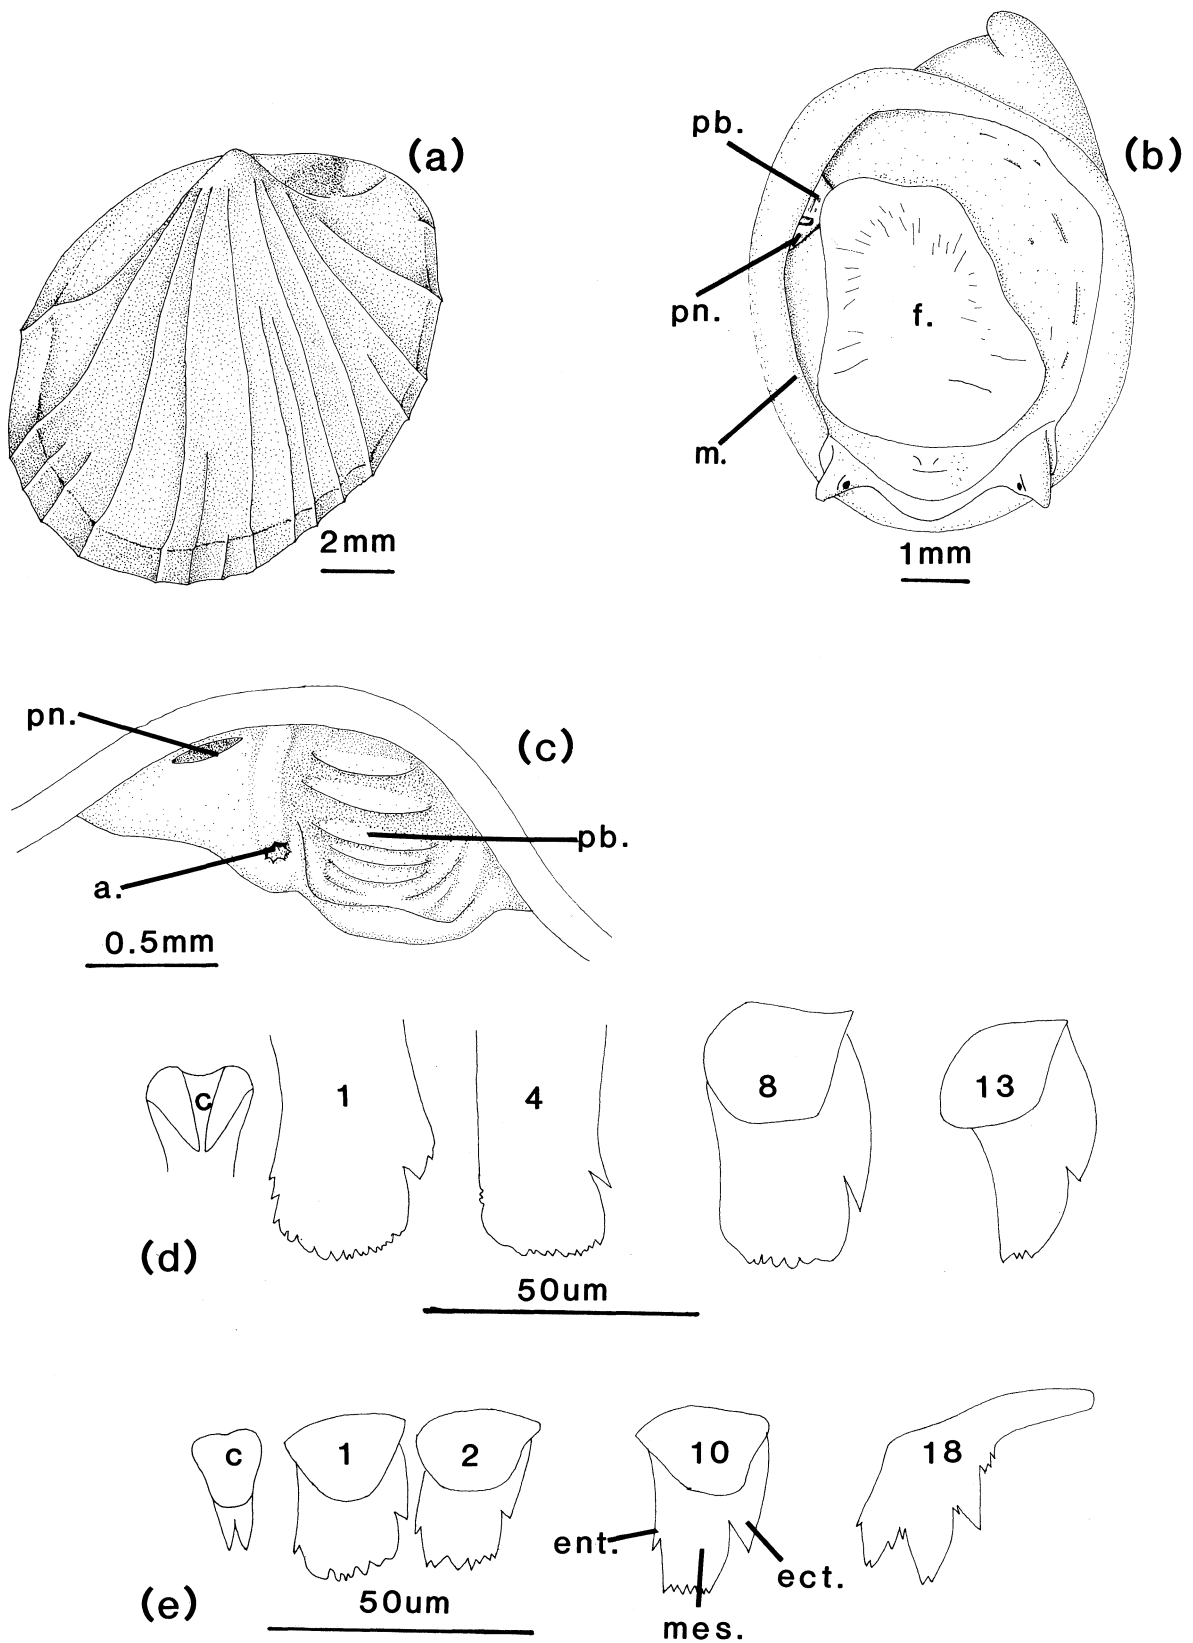 (a)
2mm
pb.
(b)
pn.
f.
m.
1mm
pn.
(c)
pb.
a.
0.5mm
c 1 4 8 13
(d)
50um
c 1 2 10 18
ent.
ect.
mes.
(e)
50um